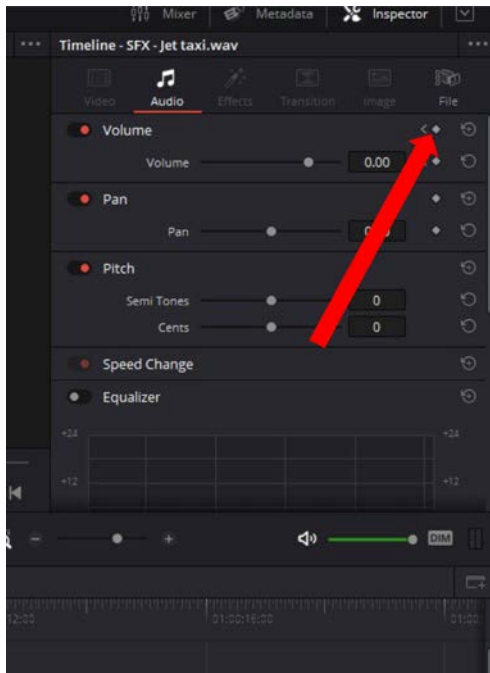 Mixer Metadata Inspector
Timeline - SFX - Jet taxi.wav
Video Audio Effects Transition Image File
Volume
Volume 0.00
Pan
Pan
Pitch
Semi Tones 0
Cents 0
Speed Change
Equalizer
+24 +24
+12 +12
DIM
01:00:16:00